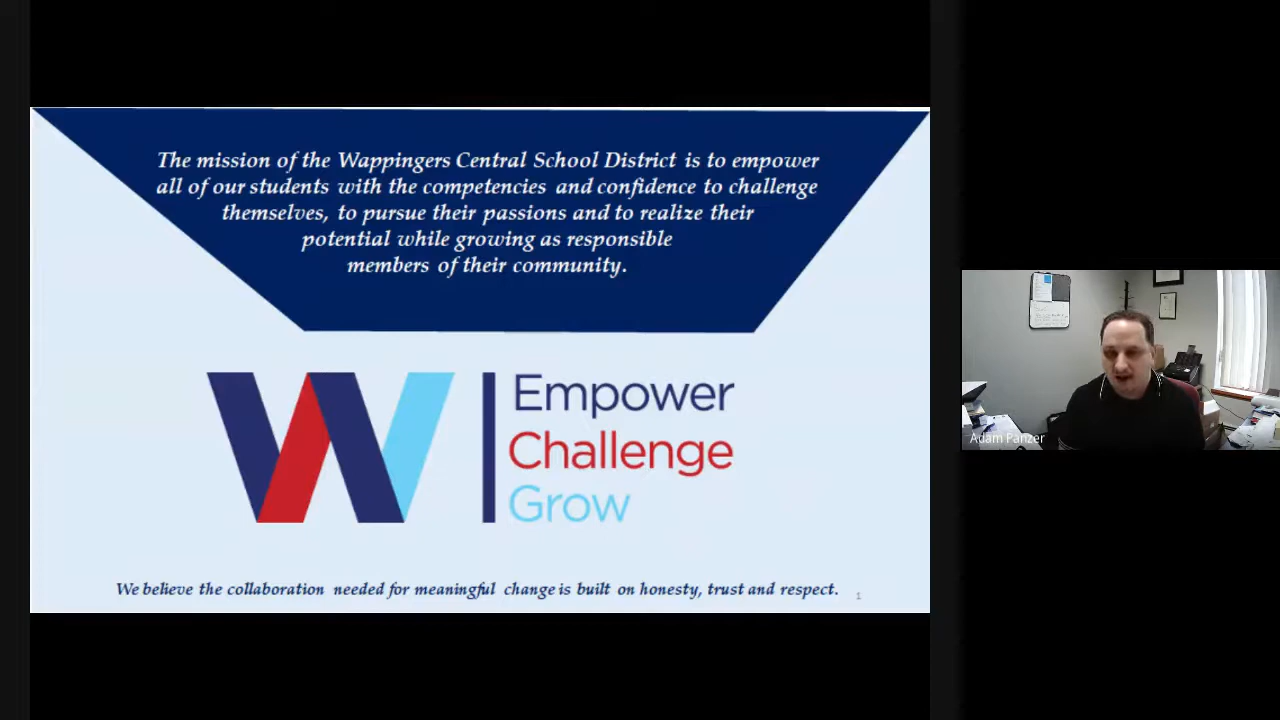 The mission of the Wappingers Central School District is to empower
all of our students with the competencies and confidence to challenge
themselves, to pursue their passions and to realize their
potential while growing as responsible
members of their community.
W
Empower
Challenge
Grow
We believe the collaboration needed for meaningful change is built on honesty, trust and respect.
1
Adam Panzer